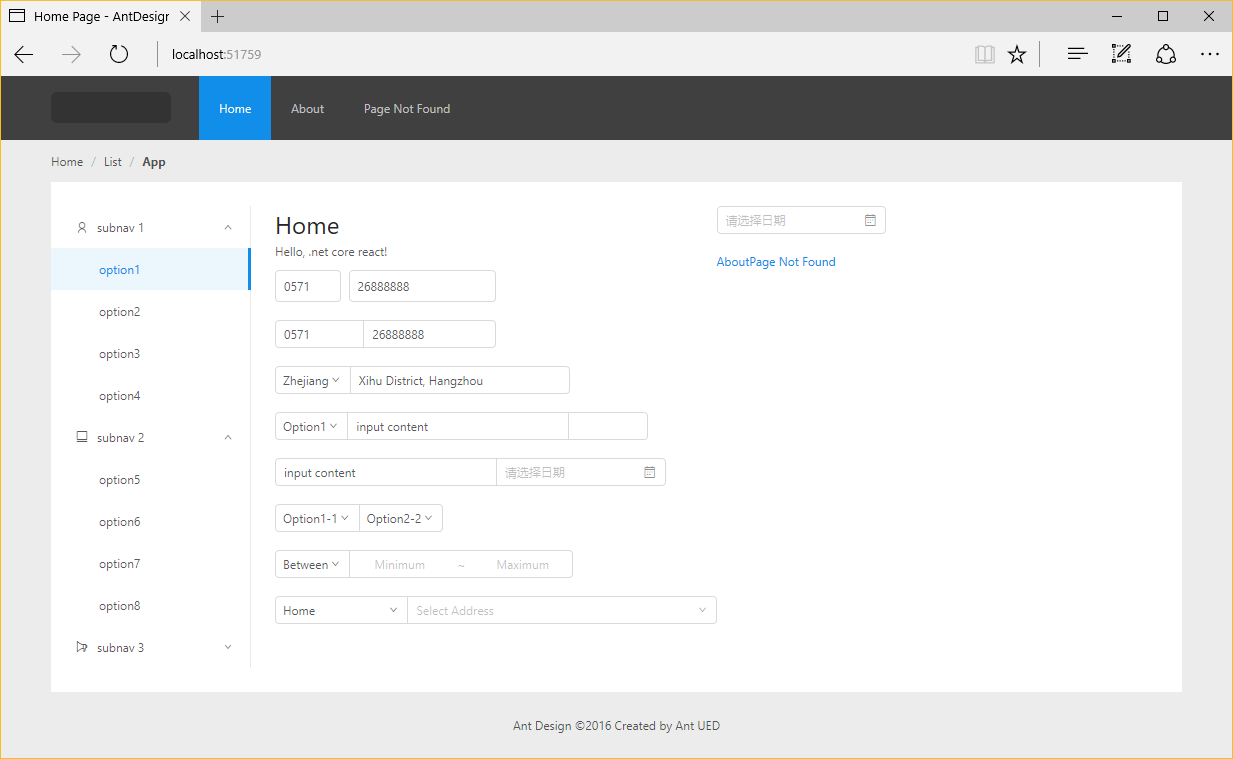 Home Page - AntDesign
localhost:51759
Home About Page Not Found
Home / List / App
subnav 1
option1
option2
option3
option4
subnav 2
option5
option6
option7
option8
subnav 3
Home
Hello, .net core react!
0571 26888888
0571 26888888
Zhejiang Xihu District, Hangzhou
Option1 input content
input content 请选择日期
Option1-1 Option2-2
Between Minimum ~ Maximum
Home Select Address
请选择日期
AboutPage Not Found
Ant Design ©2016 Created by Ant UED